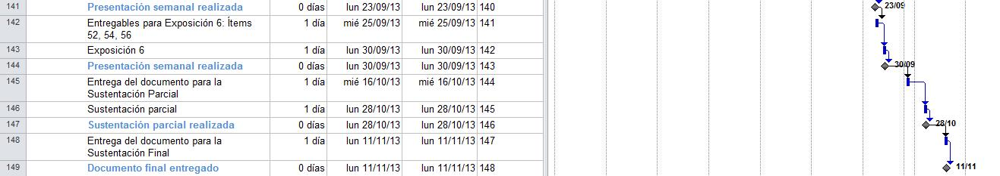 141 Presentación semanal realizada 0 días lun 23/09/13 lun 23/09/13 140 23/09
142 Entregables para Exposición 6: Ítems 1 día mié 25/09/13 mié 25/09/13 141
52, 54, 56
143 Exposición 6 1 día lun 30/09/13 lun 30/09/13 142
144 Presentación semanal realizada 0 días lun 30/09/13 lun 30/09/13 143 30/09
145 Entrega del documento para la 1 día mié 16/10/13 mié 16/10/13 144
Sustentación Parcial
146 Sustentación parcial 1 día lun 28/10/13 lun 28/10/13 145
147 Sustentación parcial realizada 0 días lun 28/10/13 lun 28/10/13 146 28/10
148 Entrega del documento para la 1 día lun 11/11/13 lun 11/11/13 147
Sustentación Final
149 Documento final entregado 0 días lun 11/11/13 lun 11/11/13 148 11/11